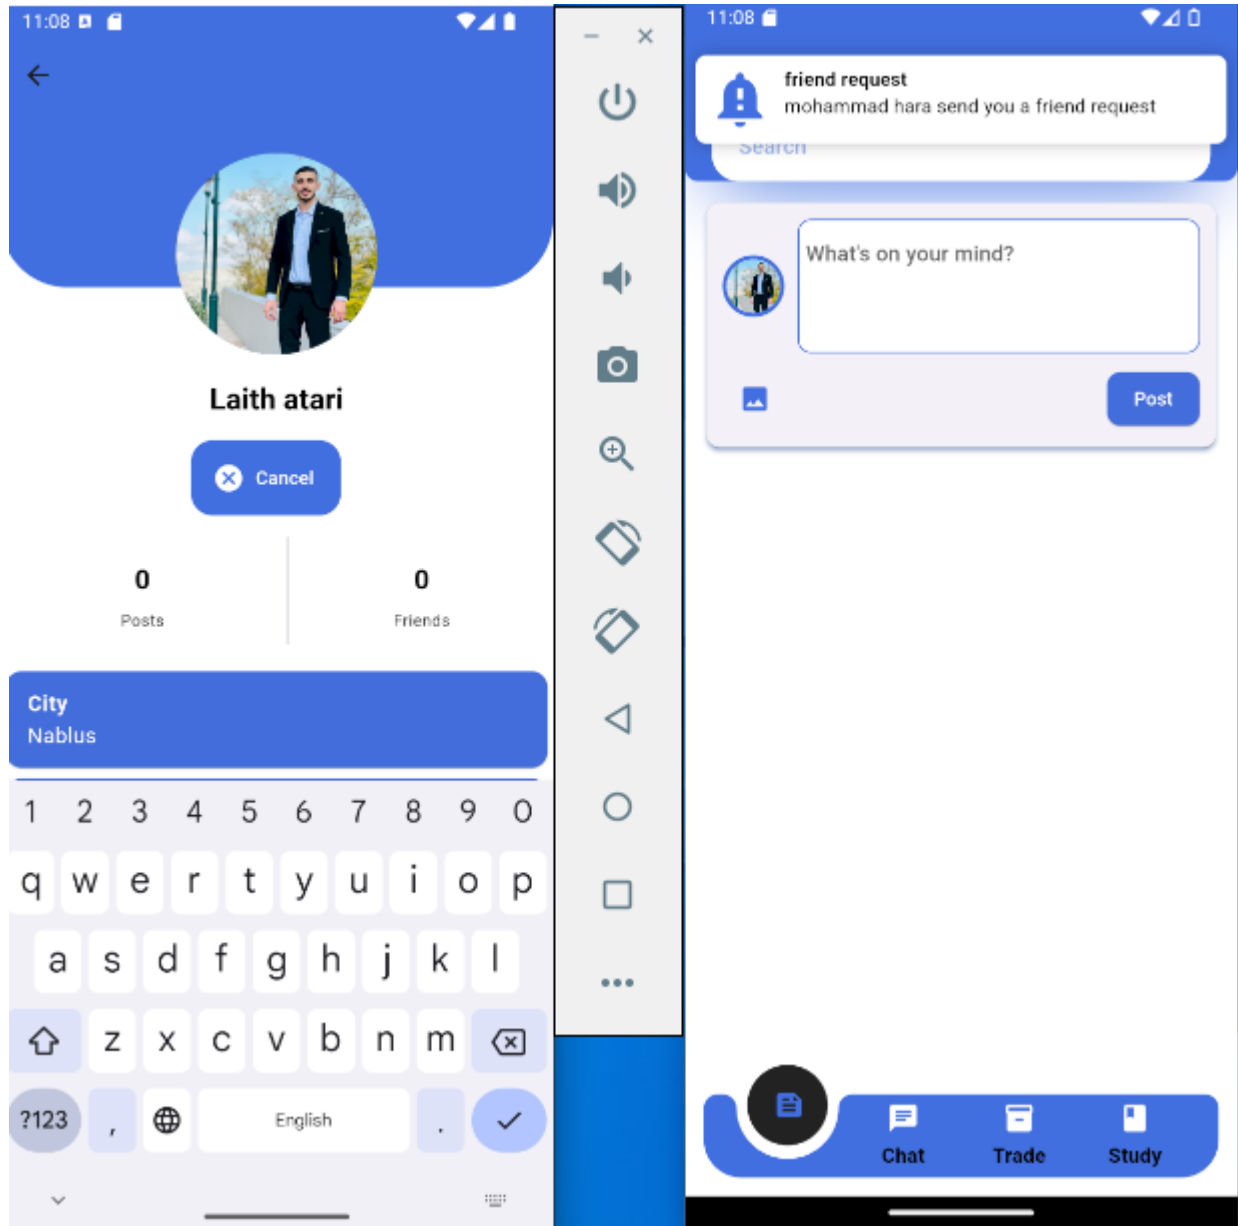 11:08
Laith atari
Cancel
0
Posts
0
Friends
City
Nablus
1 2 3 4 5 6 7 8 9 0
q w e r t y u i o p
a s d f g h j k l
z x c v b n m
?123 , English .
11:08
friend request
mohammad hara send you a friend request
Search
What's on your mind?
Post
Chat
Trade
Study